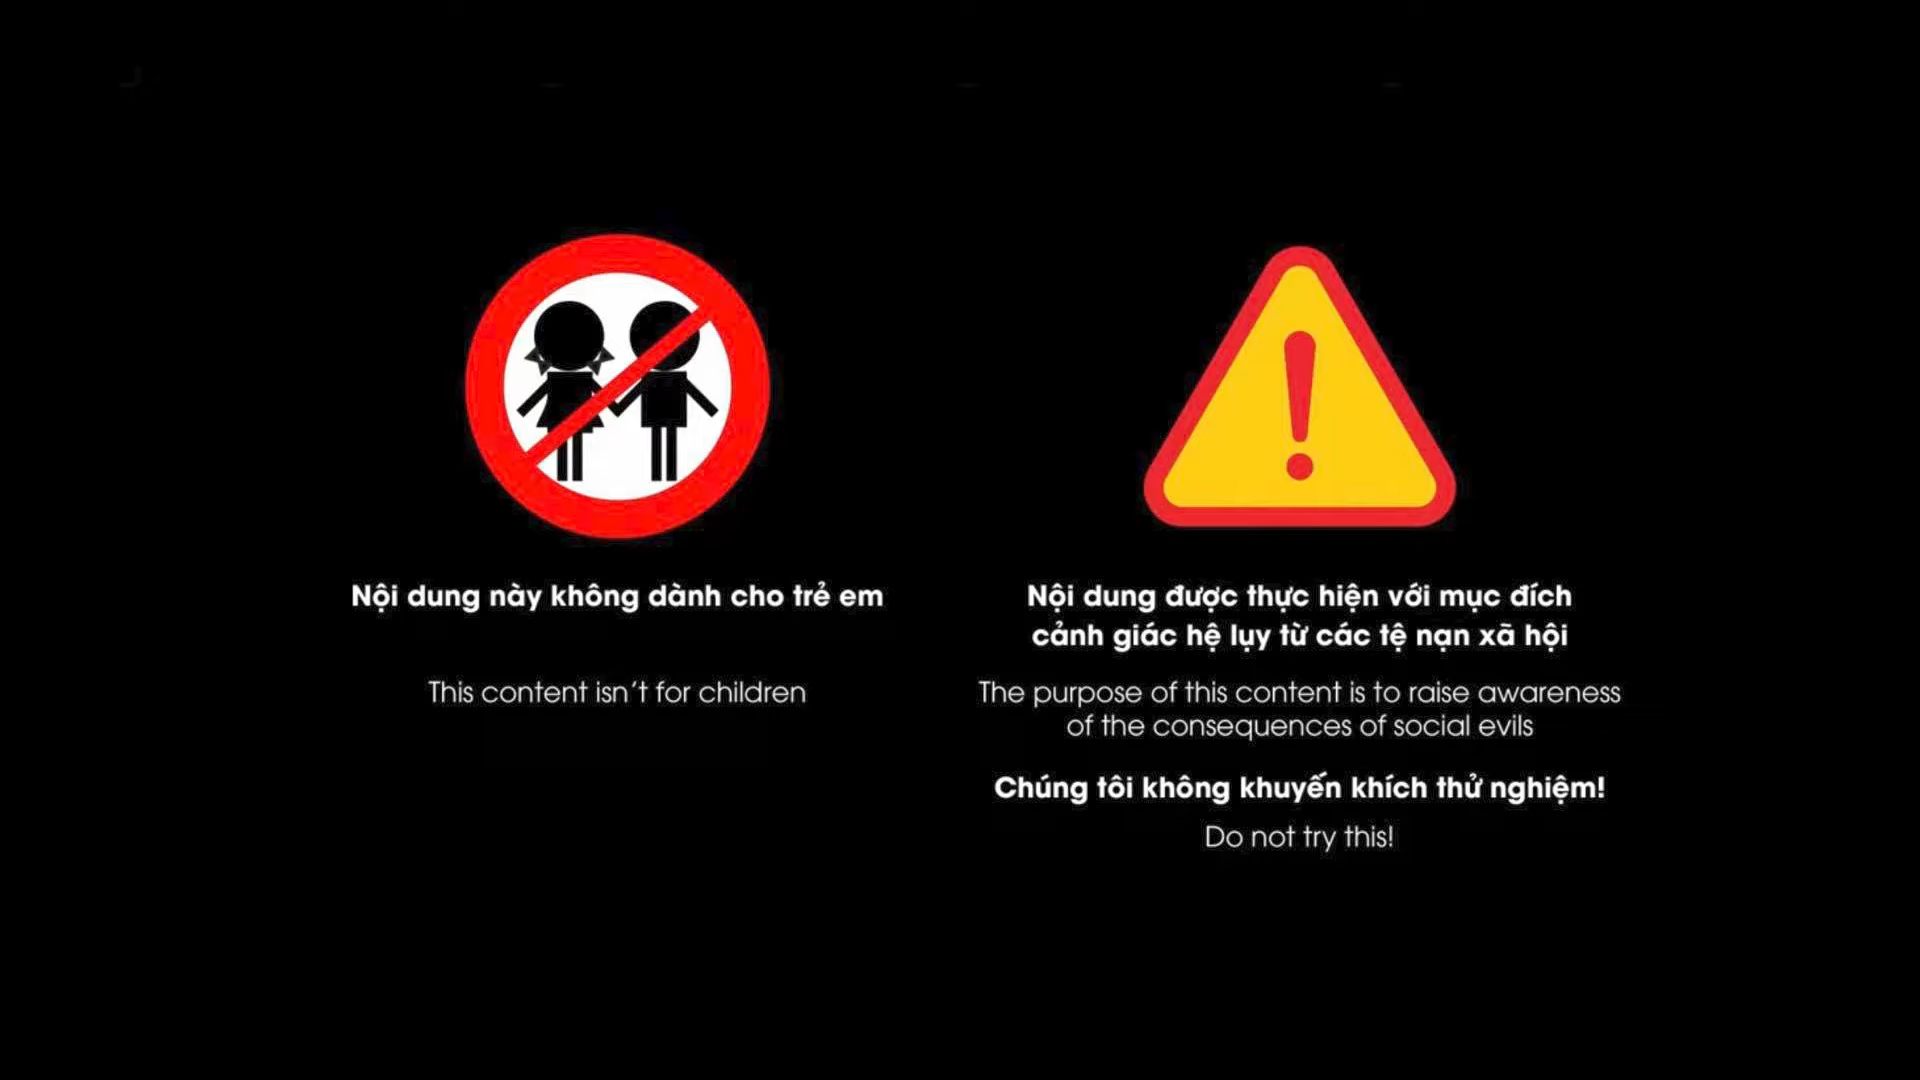 Nội dung này không dành cho trẻ em
This content isn't for children
Nội dung được thực hiện với mục đích
cảnh giác hệ lụy từ các tệ nạn xã hội
The purpose of this content is to raise awareness
of the consequences of social evils
Chúng tôi không khuyến khích thử nghiệm!
Do not try this!